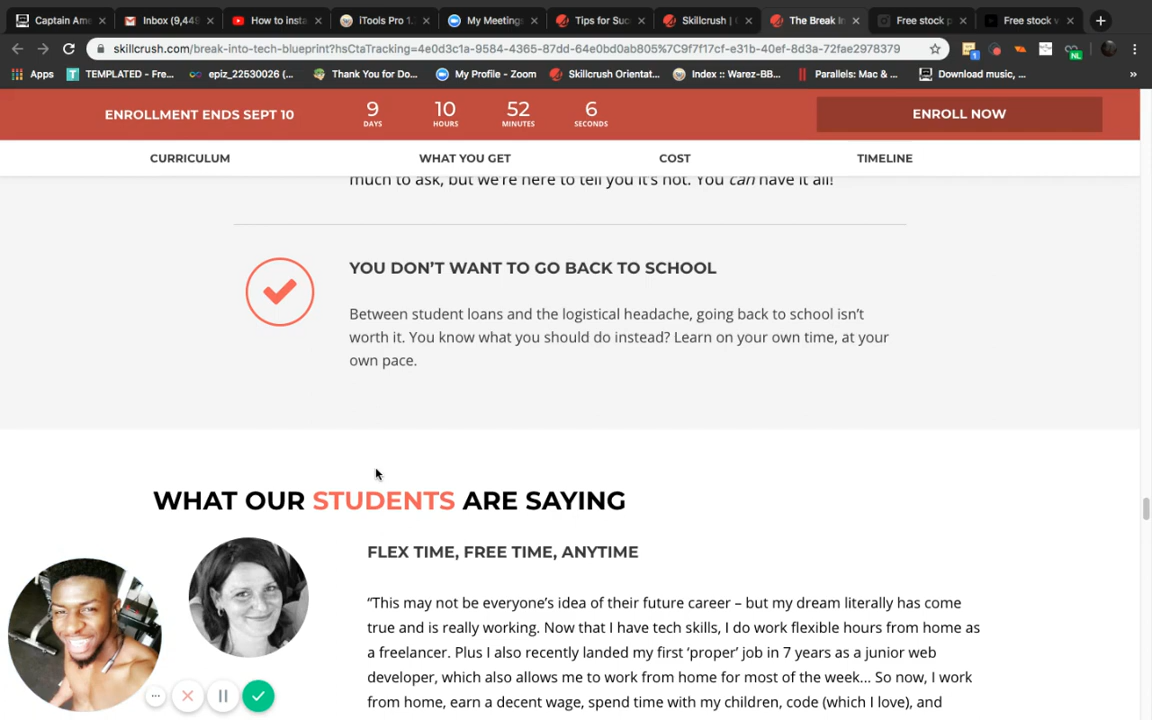 Captain Ame
Inbox (9,44
How to insta
iTools Pro 1.
My Meetings
Tips for Suc
Skillcrush |
The Break In
Free stock p
Free stock v
skillcrush.com/break-into-tech-blueprint?hsCtaTracking=4e0d3c1a-9584-4365-87dd-64e0bd0ab805%7C9f7f17cf-e31b-40ef-8d3a-72fae2978379
Apps
TEMPLATED - Fre...
epiz_22530026 (...
Thank You for Do...
My Profile - Zoom
Skillcrush Orientat...
Index :: Warez-BB...
Parallels: Mac & ...
Download music, ...
ENROLLMENT ENDS SEPT 10
9 10 52 6
DAYS HOURS MINUTES SECONDS
ENROLL NOW
CURRICULUM WHAT YOU GET COST TIMELINE
much to ask, but we're here to tell you it's not. You can have it all!
YOU DON'T WANT TO GO BACK TO SCHOOL
Between student loans and the logistical headache, going back to school isn't
worth it. You know what you should do instead? Learn on your own time, at your
own pace.
WHAT OUR STUDENTS ARE SAYING
FLEX TIME, FREE TIME, ANYTIME
"This may not be everyone's idea of their future career – but my dream literally has come
true and is really working. Now that I have tech skills, I do work flexible hours from home as
a freelancer. Plus I also recently landed my first 'proper' job in 7 years as a junior web
developer, which also allows me to work from home for most of the week... So now, I work
from home, earn a decent wage, spend time with my children, code (which I love), and